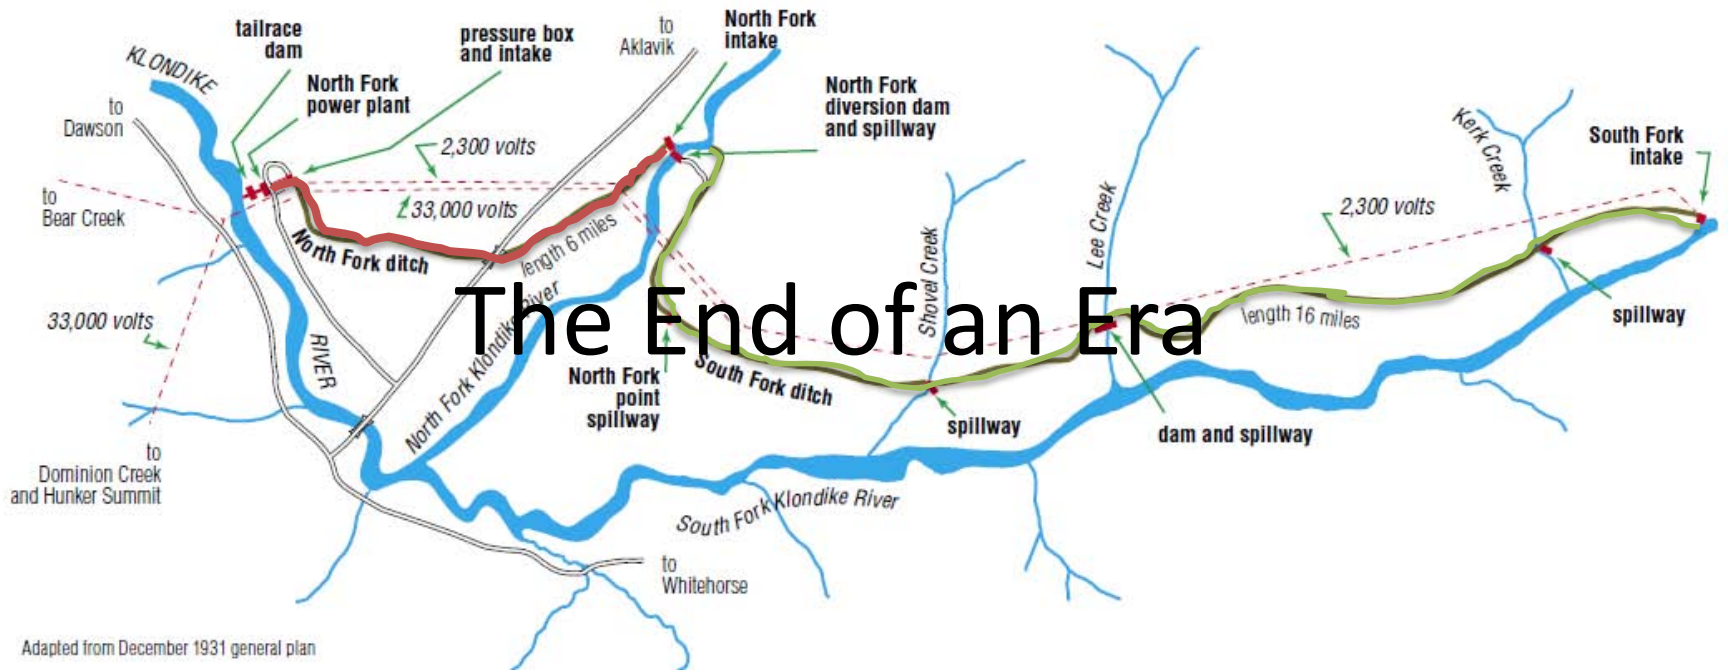 KLONDIKE
tailrace
dam
North Fork
power plant
pressure box
and intake
to
Aklavik
North Fork
intake
North Fork
diversion dam
and spillway
to
Dawson
2,300 volts
to
Bear Creek
33,000 volts
North Fork ditch
length 6 miles
Kerk Creek
South Fork
intake
2,300 volts
Lee Creek
Shovel Creek
The End of an Era
33,000 volts
RIVER
North Fork Klondike River
length 16 miles
spillway
South Fork ditch
North Fork
point
spillway
spillway
dam and spillway
to
Dominion Creek
and Hunker Summit
South Fork Klondike River
to
Whitehorse
Adapted from December 1931 general plan